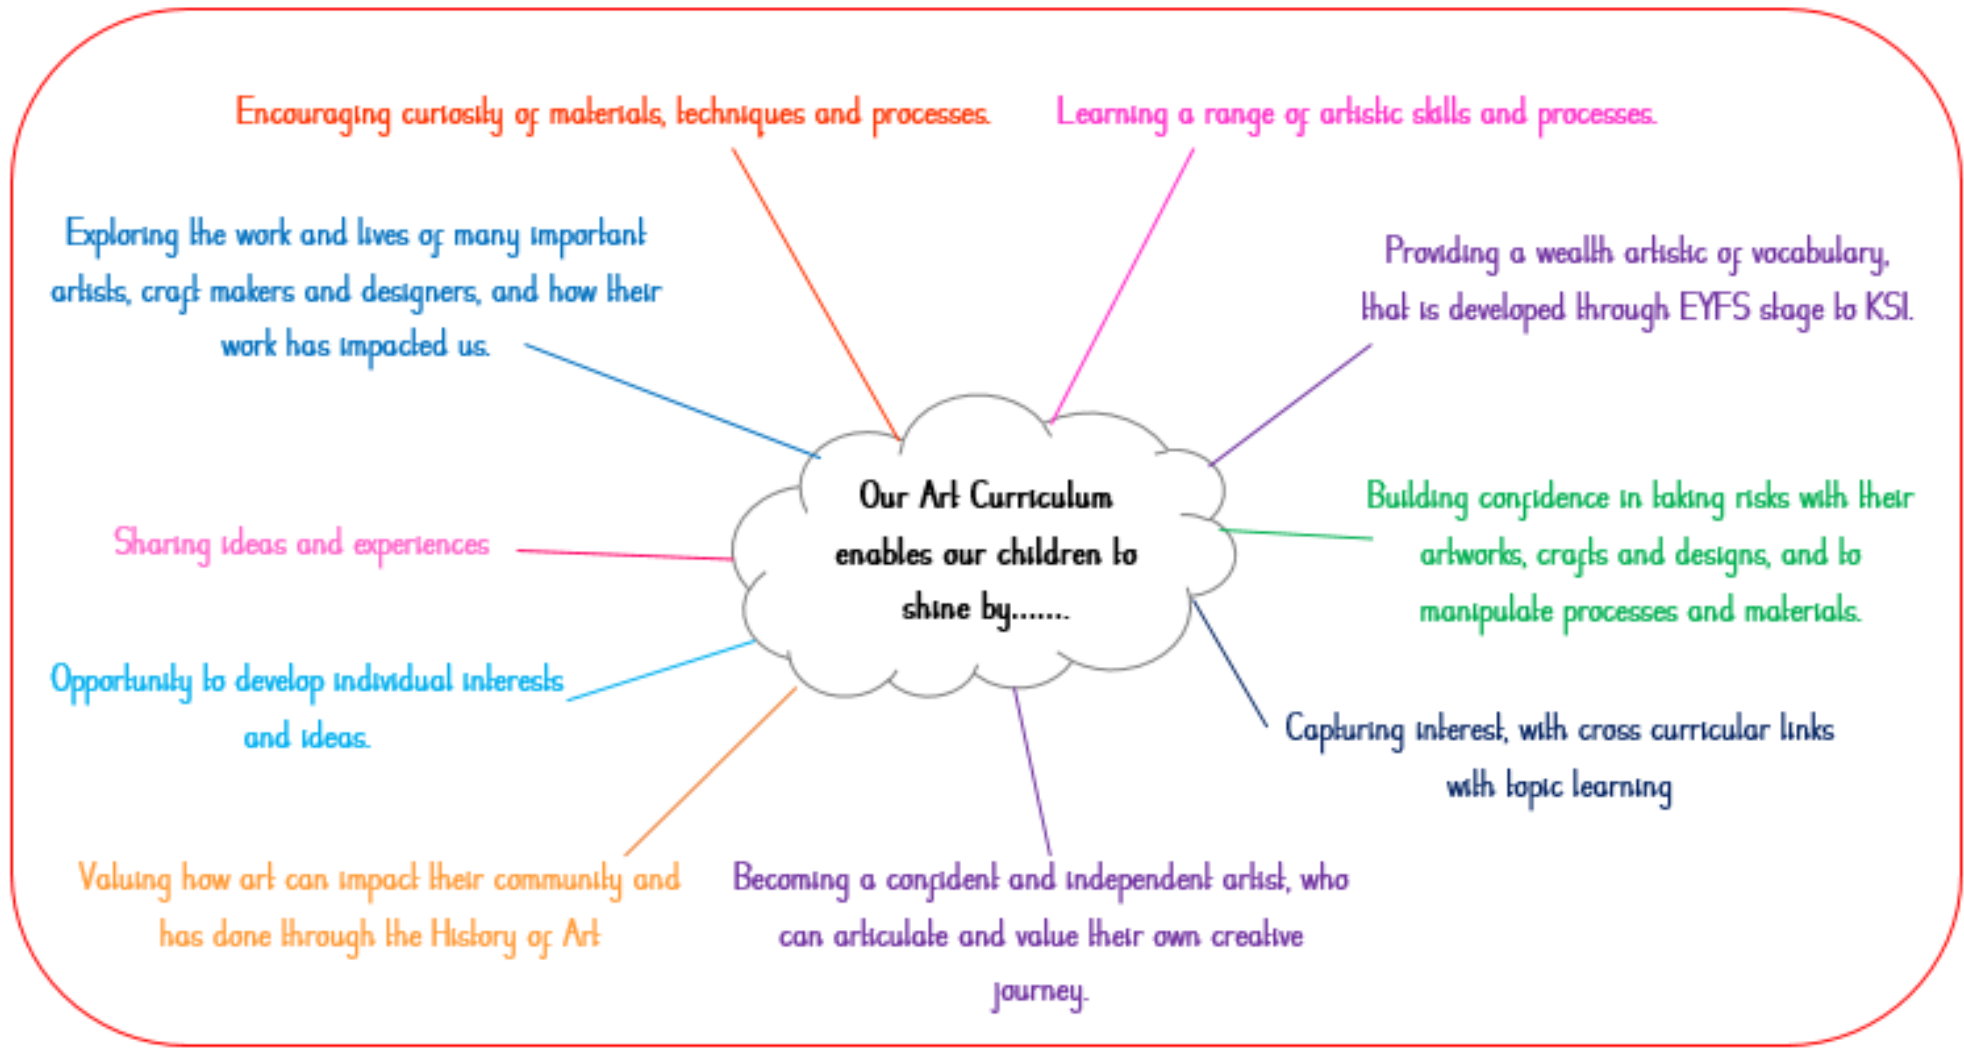 Encouraging curiosity of materials, techniques and processes.
Learning a range of artistic skills and processes.
Exploring the work and lives of many important
artists, craft makers and designers, and how their
work has impacted us.
Providing a wealth artistic of vocabulary,
that is developed through EYFS stage to KS1.
Our Art Curriculum
enables our children to
shine by.......
Sharing ideas and experiences
Building confidence in taking risks with their
artworks, crafts and designs, and to
manipulate processes and materials.
Opportunity to develop individual interests
and ideas.
Capturing interest, with cross curricular links
with topic learning
Valuing how art can impact their community and
has done through the History of Art
Becoming a confident and independent artist, who
can articulate and value their own creative
journey.